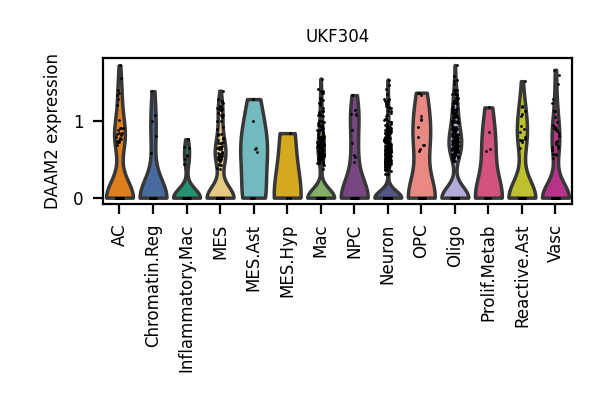 UKF304
DAAM2 expression
1
0
AC
Chromatin.Reg
Inflammatory.Mac
MES
MES.Ast
MES.Hyp
Mac
NPC
Neuron
OPC
Oligo
Prolif.Metab
Reactive.Ast
Vasc